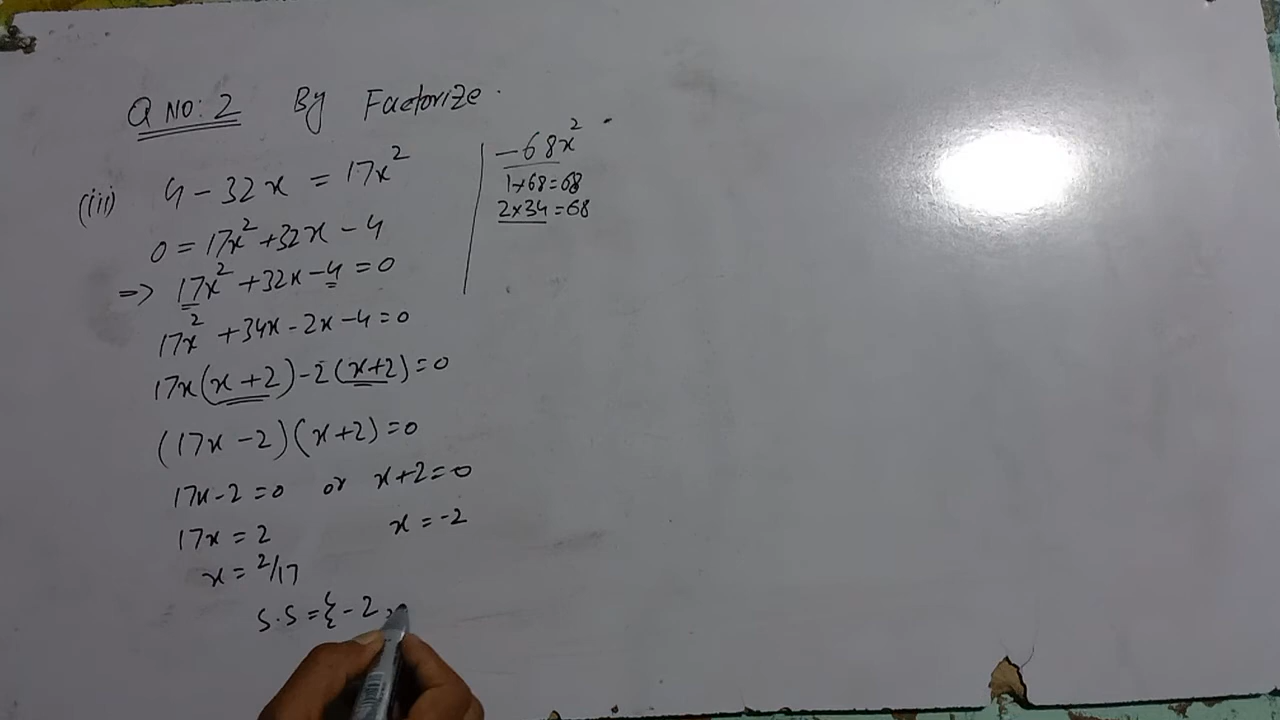 Q NO: 2 By Factorize.
(iii) 4 - 32x = 17x²
0 = 17x² + 32x - 4
=> 17x² + 32x - 4 = 0
17x² + 34x - 2x - 4 = 0
17x(x + 2) - 2(x + 2) = 0
(17x - 2)(x + 2) = 0
17x - 2 = 0 or x + 2 = 0
17x = 2 x = -2
x = 2/17
S.S = { - 2 ,
- 68x²
1 × 68 = 68
2 × 34 = 68